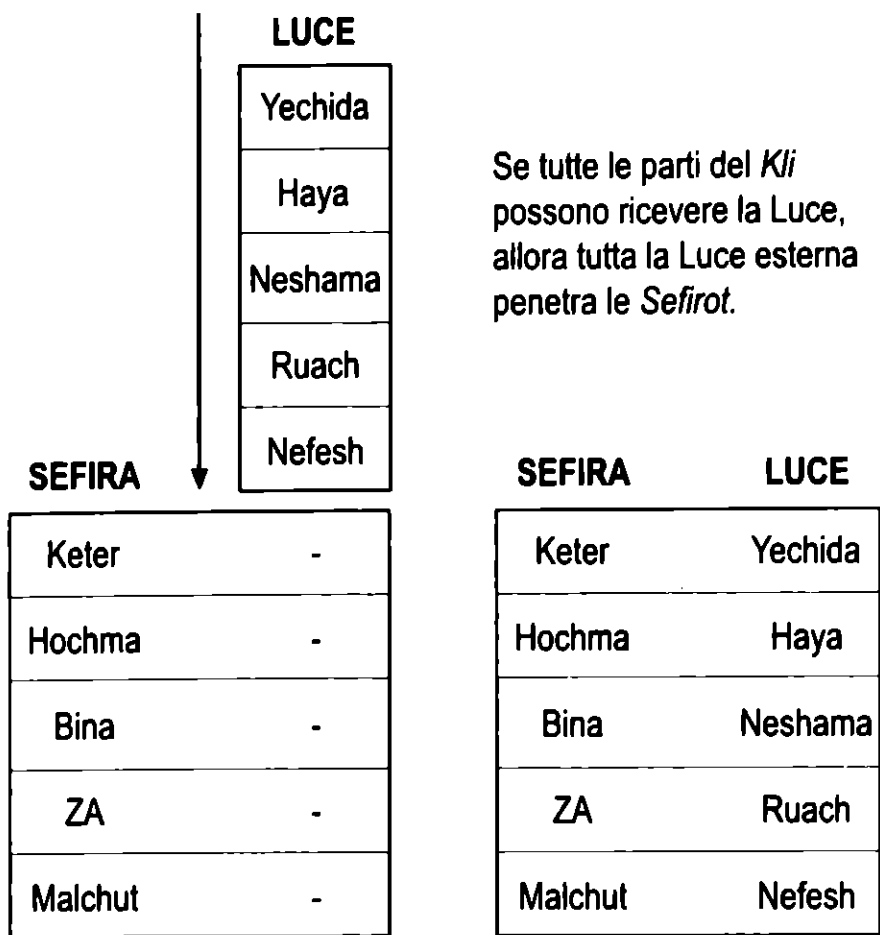 LUCE
Yechida
Haya
Neshama
Ruach
Nefesh
Se tutte le parti del Kli
possono ricevere la Luce,
allora tutta la Luce esterna
penetra le Sefirot.
SEFIRA
Keter -
Hochma -
Bina -
ZA -
Malchut -
SEFIRA LUCE
Keter Yechida
Hochma Haya
Bina Neshama
ZA Ruach
Malchut Nefesh